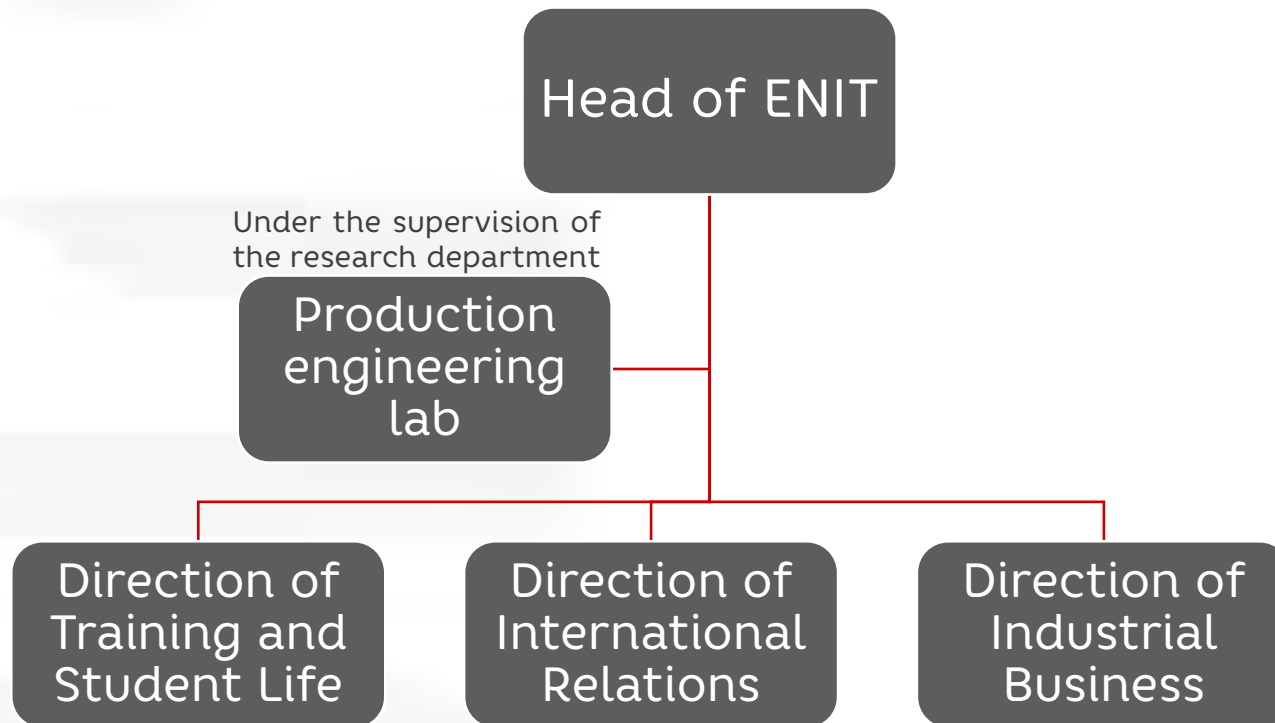 Head of ENIT
Under the supervision of
the research department
Production
engineering
lab
Direction of
Training and
Student Life
Direction of
International
Relations
Direction of
Industrial
Business